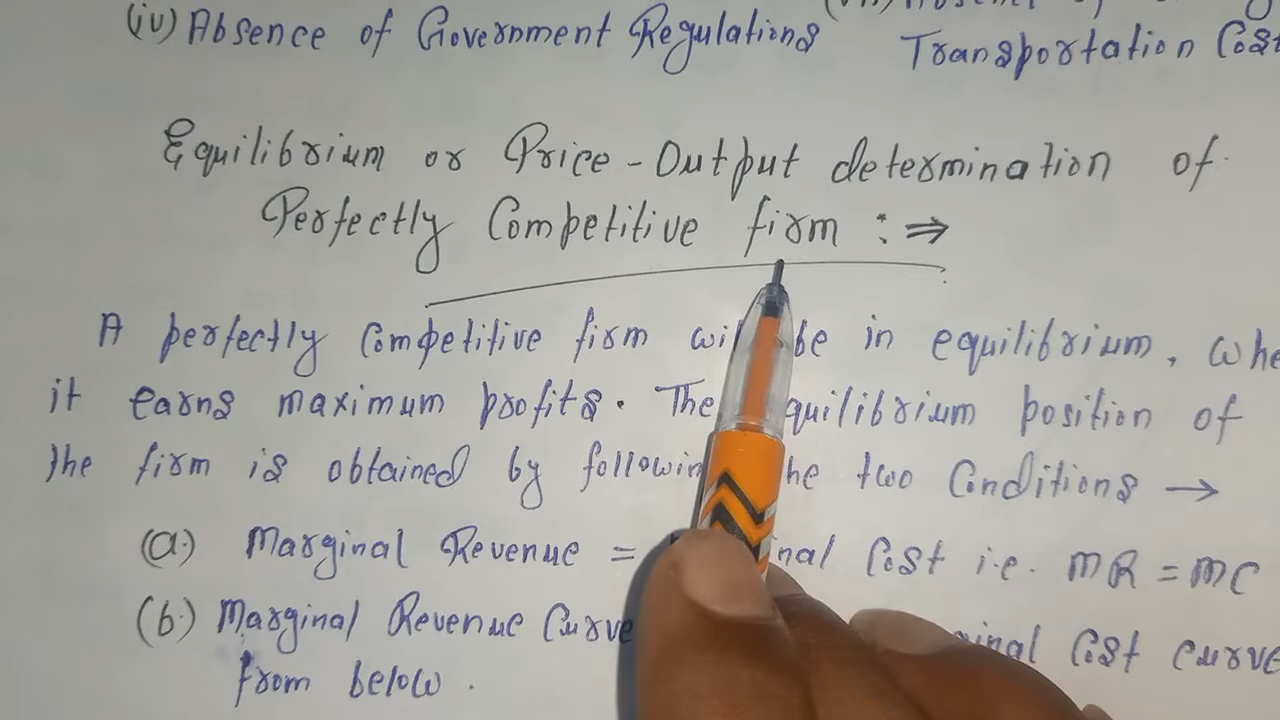 (iv) Absence of Government Regulations
Transportation Cost
Equilibrium or Price-Output determination of
Perfectly Competitive firm :⇒
A perfectly Competitive firm be in equilibrium, whe
it earns maximum profits. The quilibrium position of
the firm is obtained by followin he two Conditions →
(a.) Marginal Revenue = nal Cost i.e. MR = MC
(b.) Marginal Revenue Curve ginal Cost curve
from below.